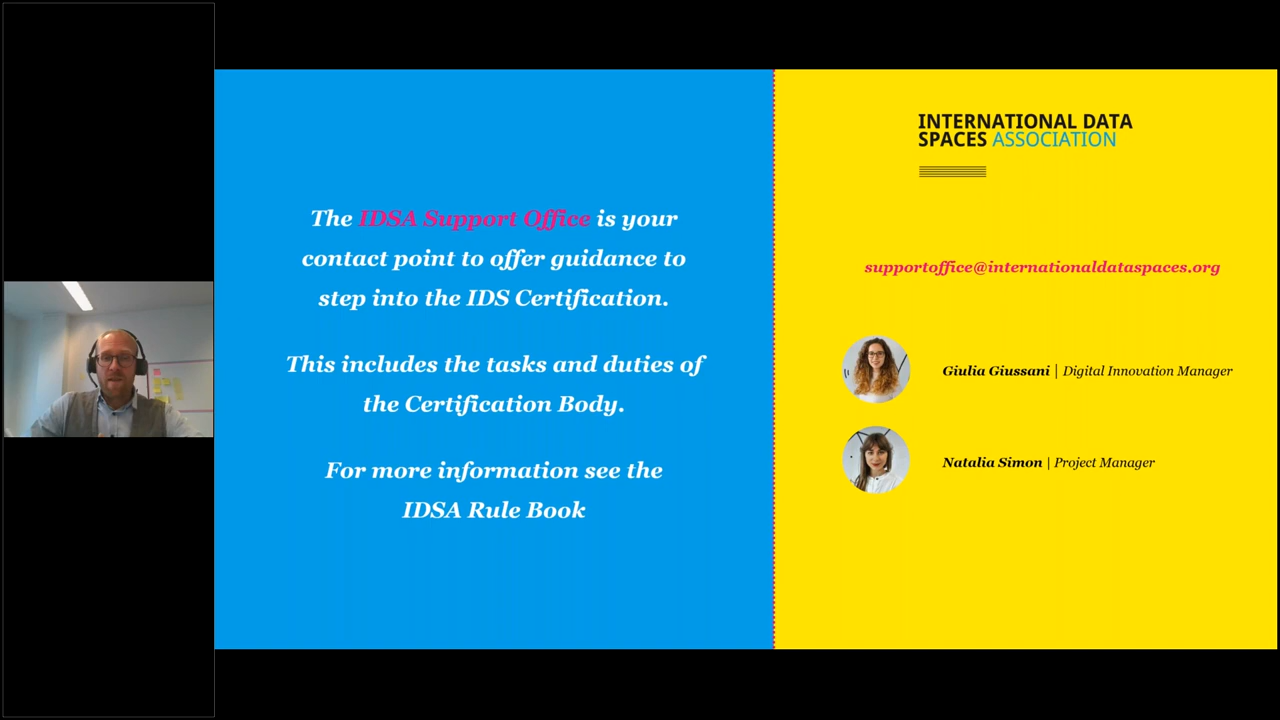 The IDSA Support Office is your
contact point to offer guidance to
step into the IDS Certification.
This includes the tasks and duties of
the Certification Body.
For more information see the
IDSA Rule Book
INTERNATIONAL DATA
SPACES ASSOCIATION
supportoffice@internationaldataspaces.org
Giulia Giussani | Digital Innovation Manager
Natalia Simon | Project Manager